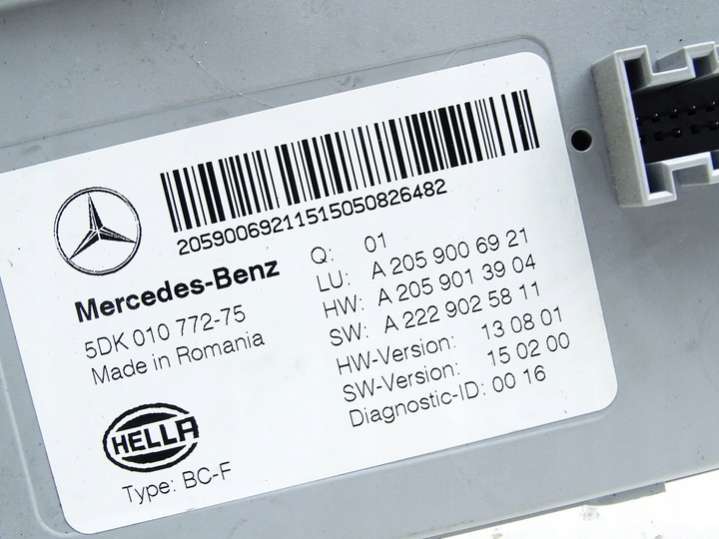 2059006921151505082​6482
Mercedes-Benz
5DK 010 772-75
Made in Romania
HELLA
Type: BC-F
Q: 01
LU: A 205 900 69 21
HW: A 205 901 39 04
SW: A 222 902 58 11
HW-Version: 13 08 01
SW-Version: 15 02 00
Diagnostic-ID: 00 16